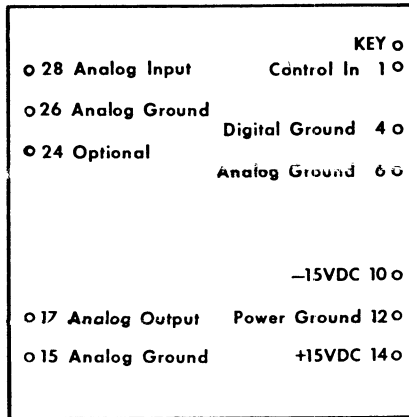 KEY
28 Analog Input
Control In 1
26 Analog Ground
Digital Ground 4
24 Optional
Analog Ground 6
–15VDC 10
17 Analog Output
Power Ground 12
15 Analog Ground
+15VDC 14